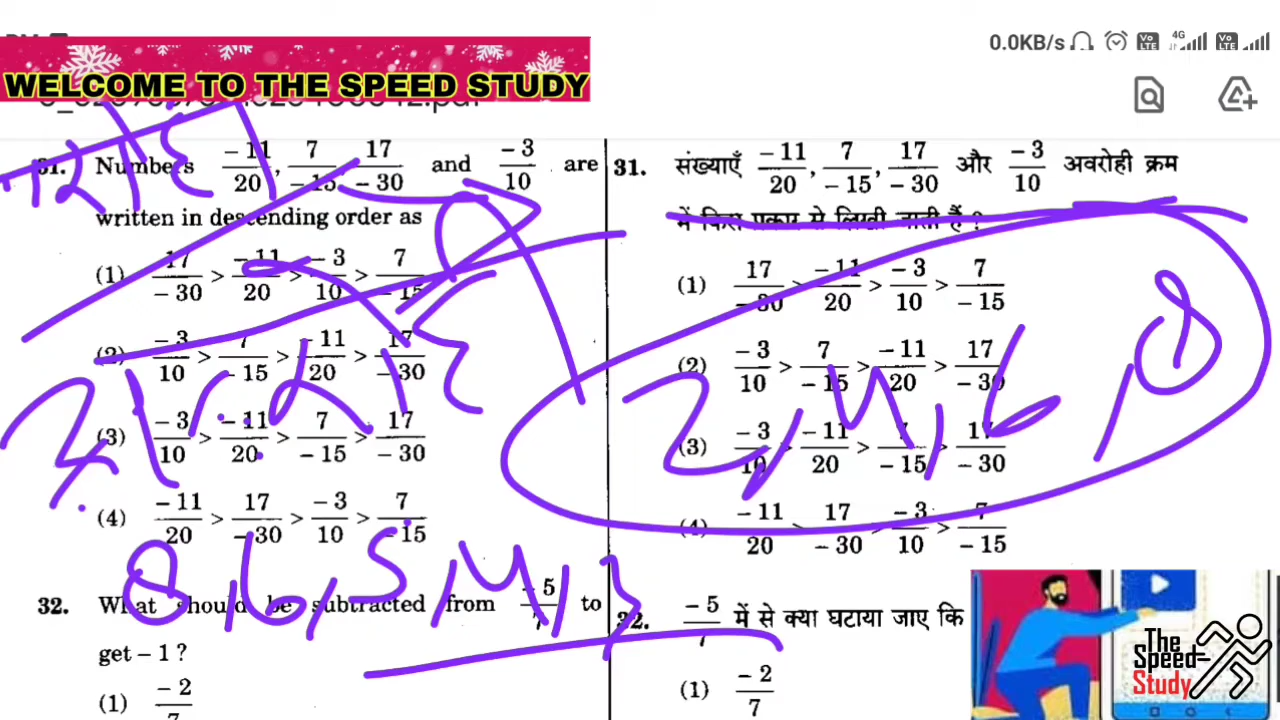 0.0KB/s 4G Vo LTE Vo LTE
WELCOME TO THE SPEED STUDY
31. Numbers -11/20, 7/-15, 17/-30 and -3/10 are
written in descending order as
(1) 17/-30 > -11/20 > -3/10 > 7/-15
(2) -3/10 > 7/-15 > -11/20 > 17/-30
(3) -3/10 > -11/20 > 7/-15 > 17/-30
(4) -11/20 > 17/-30 > -3/10 > 7/-15
32. What should be subtracted from -5/7 to
get -1?
(1) -2/7
31. संख्याएँ -11/20, 7/-15, 17/-30 और -3/10 अवरोही क्रम
में किस प्रकार से लिखी जाती हैं ?
(1) 17/-30 > -11/20 > -3/10 > 7/-15
(2) -3/10 > 7/-15 > -11/20 > 17/-30
(3) -3/10 > -11/20 > 7/-15 > 17/-30
(4) -11/20 > 17/-30 > -3/10 > 7/-15
32. -5/7 में से क्या घटाया जाए कि
(1) -2/7
2, 4, 6, 8
8, 6, 5, 4, 3
The
Speed
Study